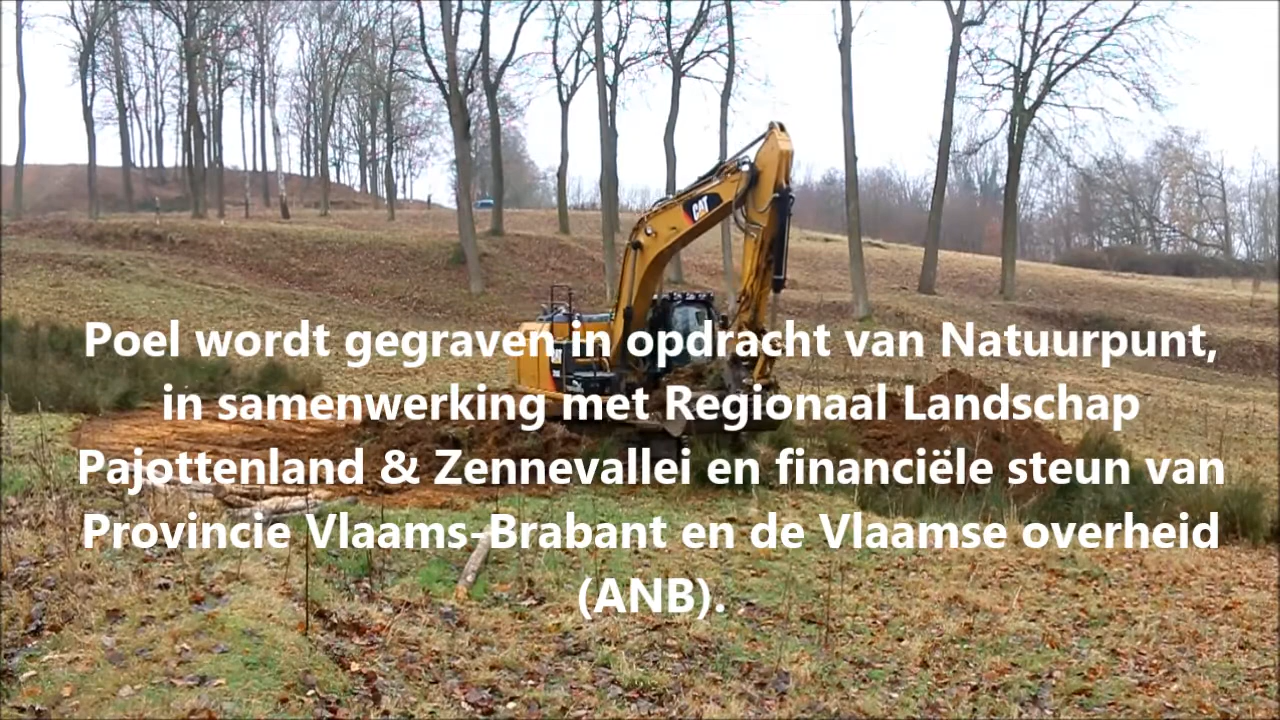 CAT
Poel wordt gegraven in opdracht van Natuurpunt,
in samenwerking met Regionaal Landschap
Pajottenland & Zennevallei en financiële steun van
Provincie Vlaams-Brabant en de Vlaamse overheid
(ANB).